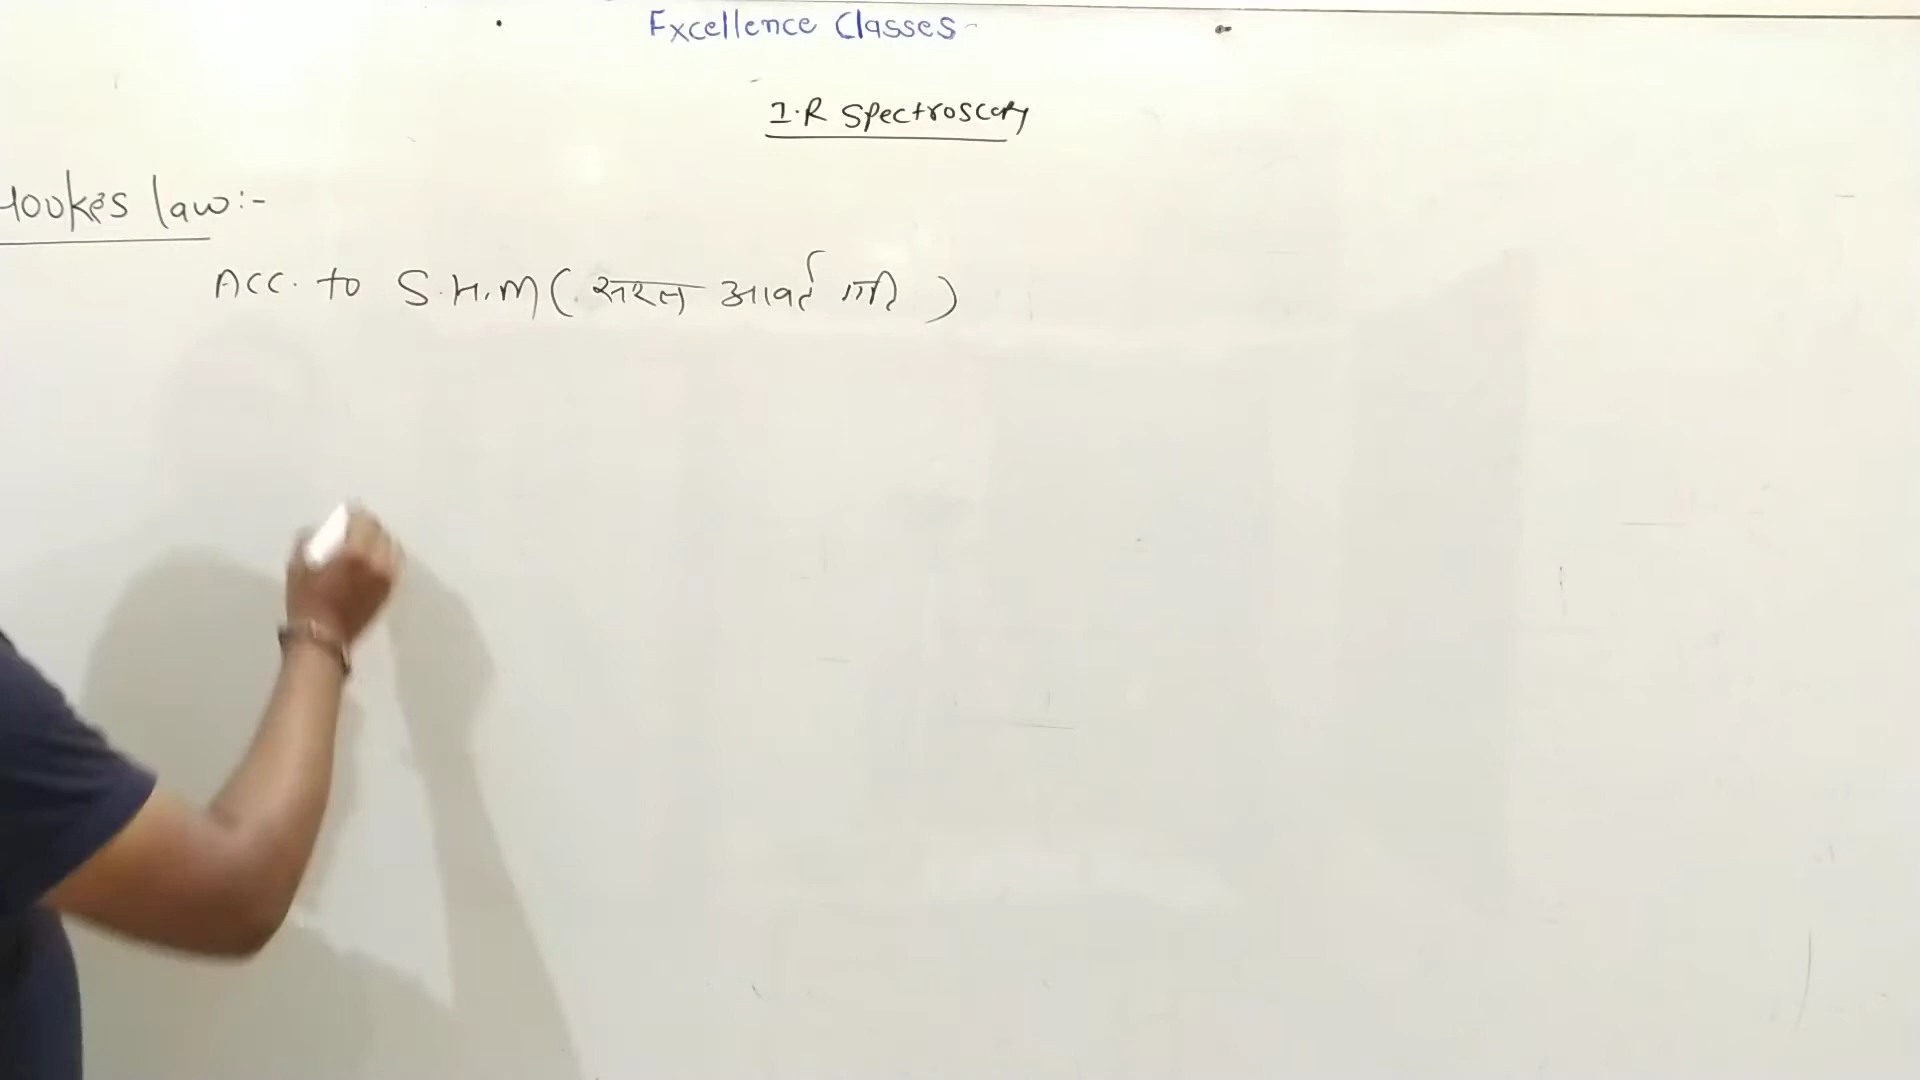 Excellence Classes
I.R Spectroscopy
Hookes law:-
Acc. to S.H.M ( सरल आवर्त गति )